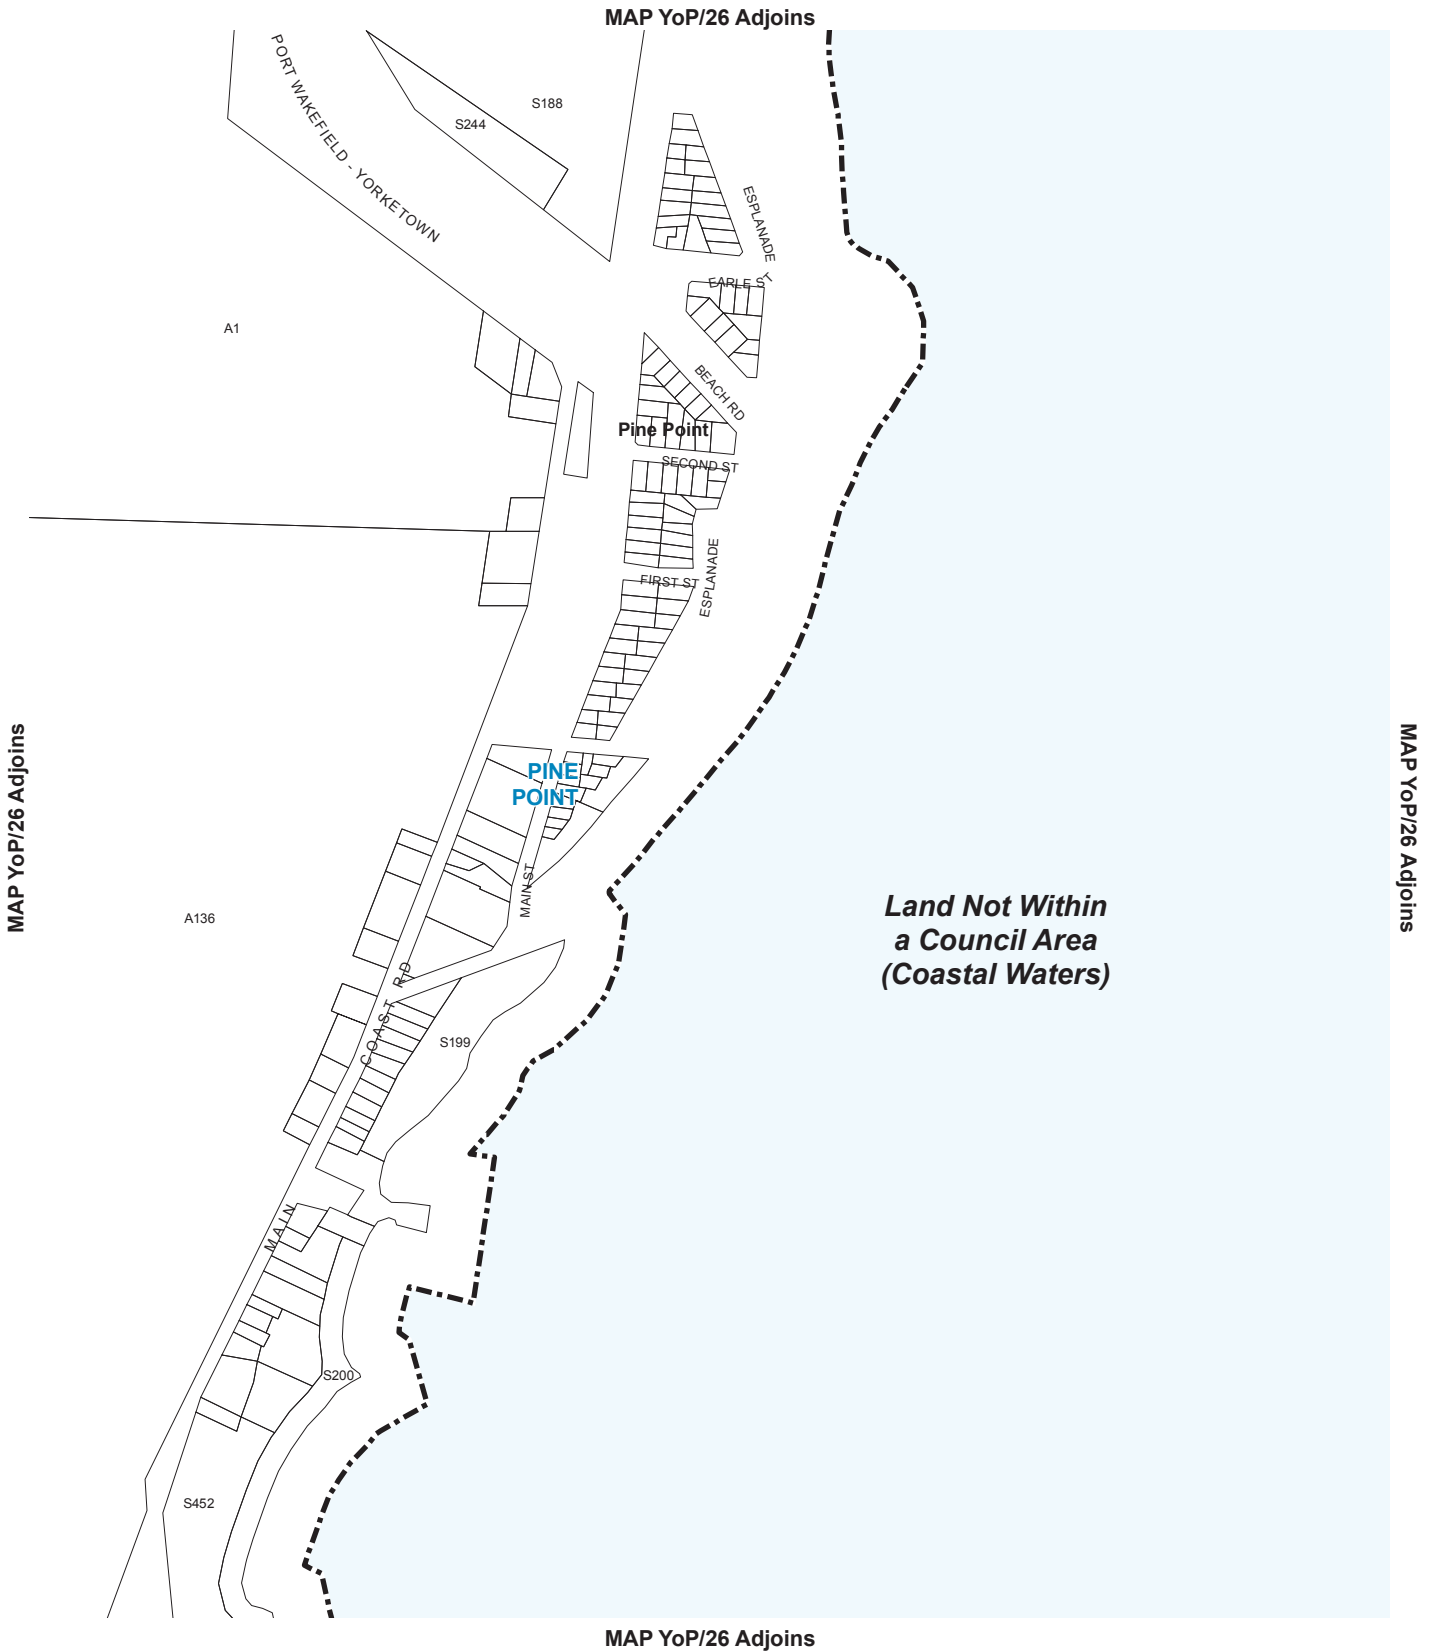 MAP YoP/26 Adjoins
PORT WAKEFIELD - YORKETOWN
S188
S244
ESPLANADE
EARLE ST
A1
BEACH RD
Pine Point
SECOND ST
ESPLANADE
FIRST ST
MAP YoP/26 Adjoins
MAP YoP/26 Adjoins
PINE
POINT
MAIN ST
A136
Land Not Within
a Council Area
(Coastal Waters)
COAST RD
S199
MAIN
S200
S452
MAP YoP/26 Adjoins